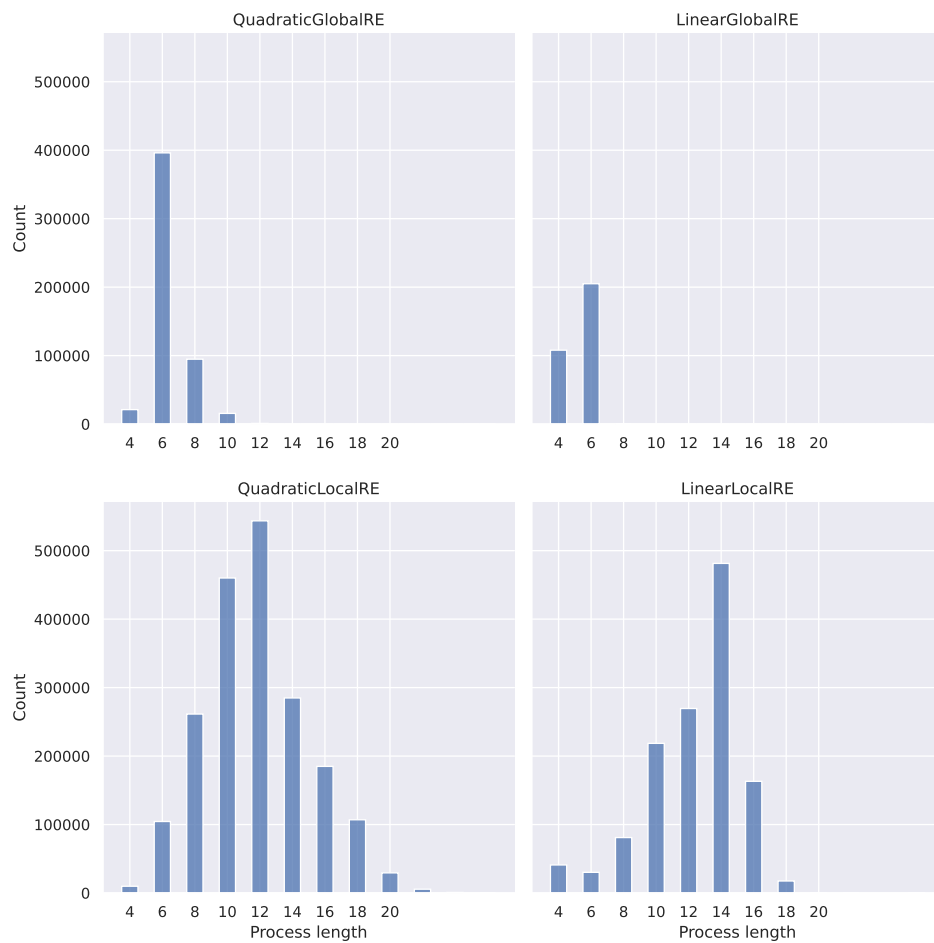 QuadraticGlobalRE
LinearGlobalRE
500000
400000
300000
200000
100000
0
Count
4 6 8 10 12 14 16 18 20
4 6 8 10 12 14 16 18 20
QuadraticLocalRE
LinearLocalRE
500000
400000
300000
200000
100000
0
Count
4 6 8 10 12 14 16 18 20
4 6 8 10 12 14 16 18 20
Process length
Process length